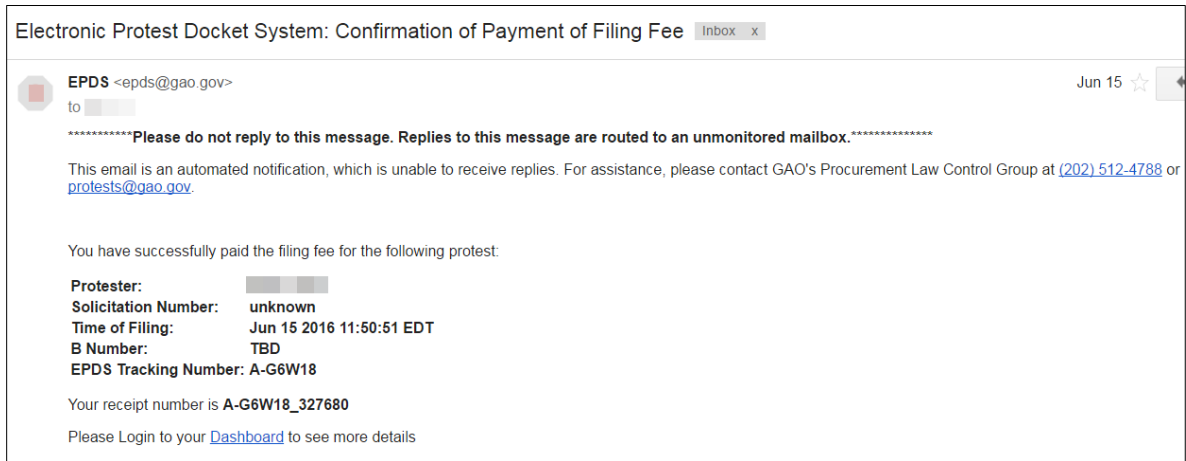 Electronic Protest Docket System: Confirmation of Payment of Filing Fee Inbox x
EPDS <epds@gao.gov> Jun 15
to
***********Please do not reply to this message. Replies to this message are routed to an unmonitored mailbox.**************
This email is an automated notification, which is unable to receive replies. For assistance, please contact GAO's Procurement Law Control Group at (202) 512-4788 or
protests@gao.gov.
You have successfully paid the filing fee for the following protest:
Protester:
Solicitation Number: unknown
Time of Filing: Jun 15 2016 11:50:51 EDT
B Number: TBD
EPDS Tracking Number: A-G6W18
Your receipt number is A-G6W18_327680
Please Login to your Dashboard to see more details